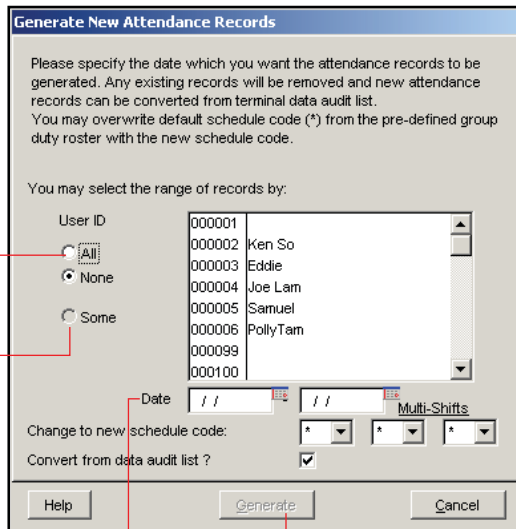 Generate New Attendance Records
Please specify the date which you want the attendance records to be
generated. Any existing records will be removed and new attendance
records can be converted from terminal data audit list.
You may overwrite default schedule code (*) from the pre-defined group
duty roster with the new schedule code.
You may select the range of records by:
User ID
All
None
Some
000001
000002 Ken So
000003 Eddie
000004 Joe Lam
000005 Samuel
000006 PollyTam
000099
000100
Date / / / /
Multi-Shifts
Change to new schedule code: * * *
Convert from data audit list ?
Help Generate Cancel